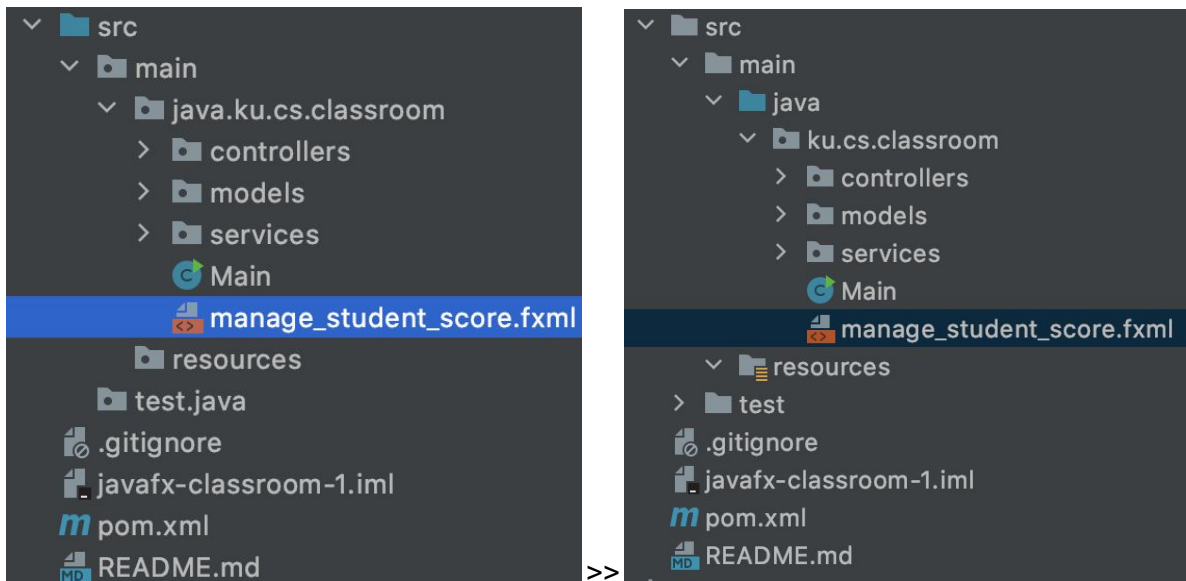 src
main
java.ku.cs.classroom
controllers
models
services
Main
manage_student_score.fxml
resources
test.java
.gitignore
javafx-classroom-1.iml
pom.xml
README.md
>>
src
main
java
ku.cs.classroom
controllers
models
services
Main
manage_student_score.fxml
resources
test
.gitignore
javafx-classroom-1.iml
pom.xml
README.md